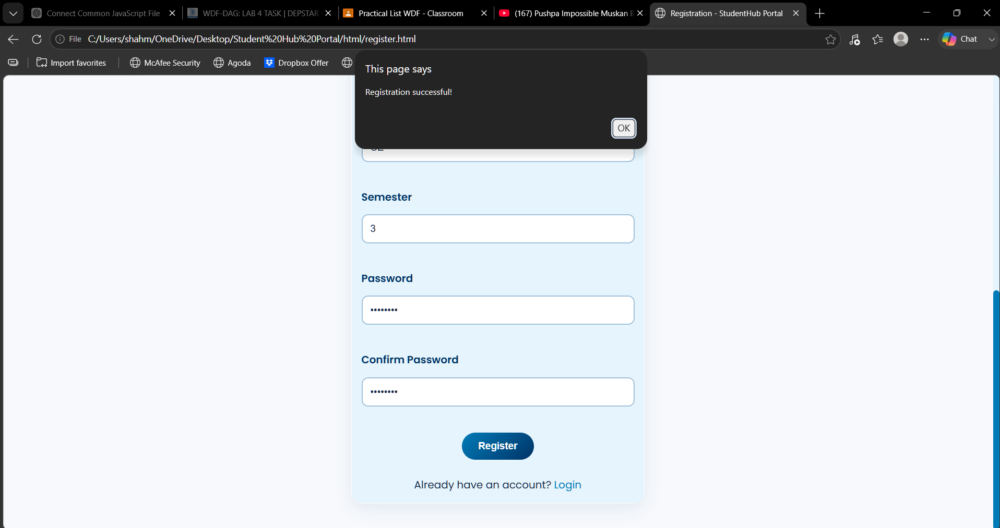 Connect Common JavaScript File
WDF-DAG: LAB 4 TASK | DEPSTAR
Practical List WDF - Classroom
(167) Pushpa Impossible Muskan B
Registration - StudentHub Portal
File C:/Users/shahm/OneDrive/Desktop/Student%20Hub%20Portal/html/register.html
Chat
Import favorites
McAfee Security
Agoda
Dropbox Offer
This page says
Registration successful!
OK
Semester
3
Password
••••••••
Confirm Password
••••••••
Register
Already have an account? Login